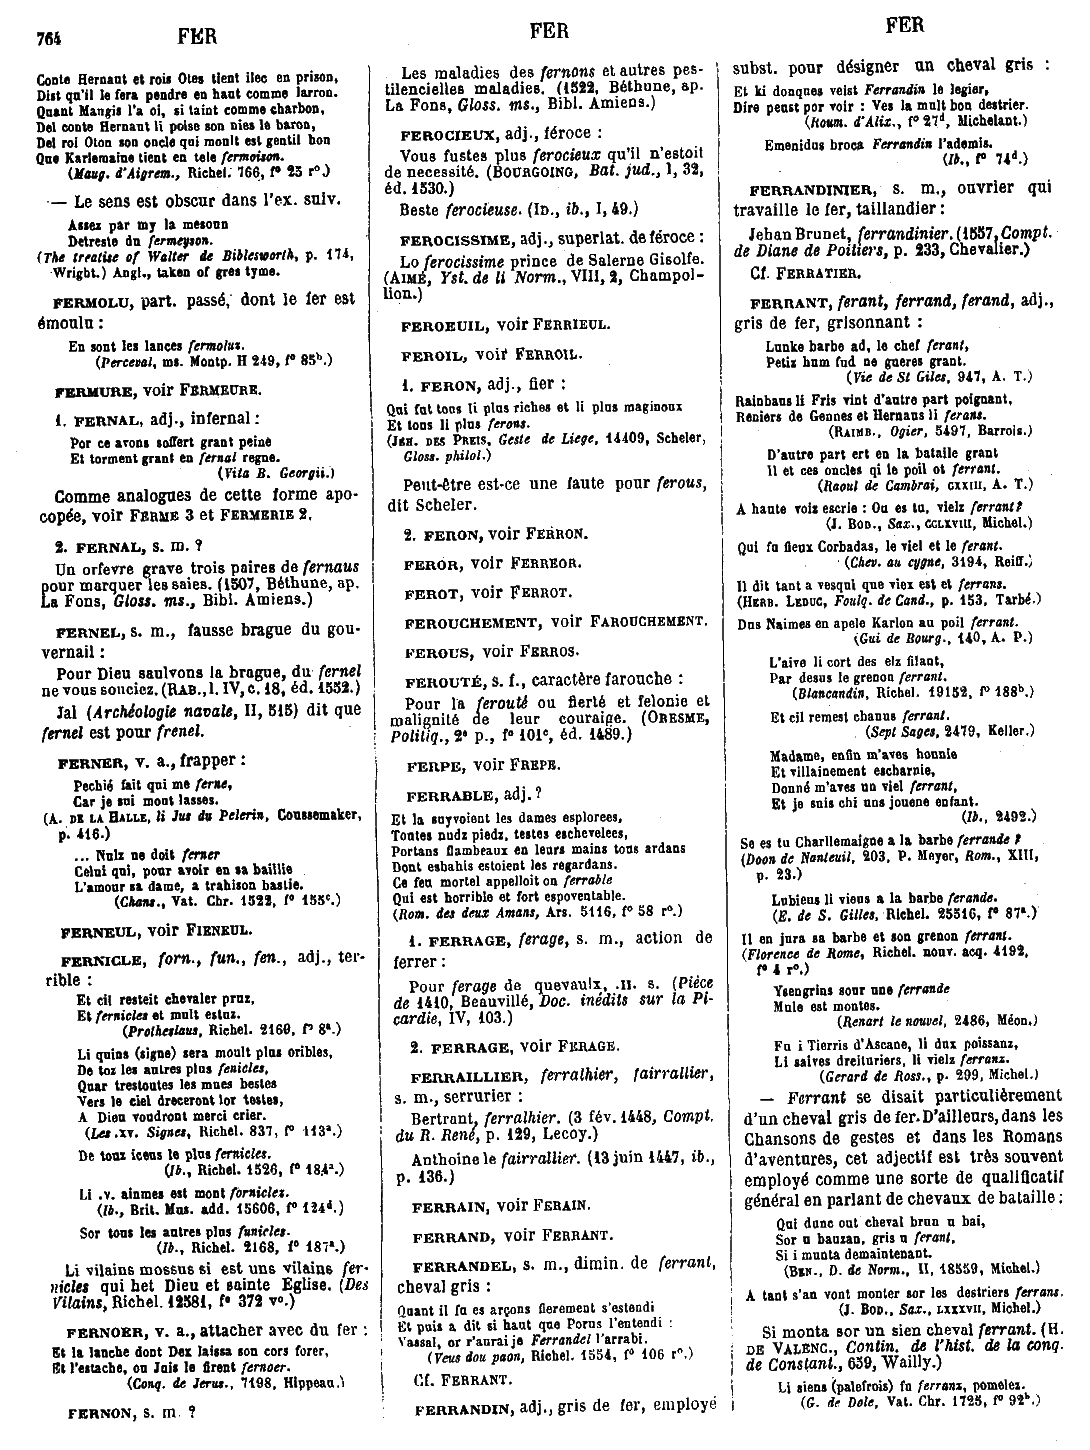 764 FER FER FER
Conte Hernaut et rois Otes tient ilec en prison,
Dist qu'il le fera pendre en haut comme larron.
Quant Maugis l'a oi, si taint comme charbon,
Del conte Hernaut li poise son nies le baron,
Del roi Oton son oncle qui moult est gentil bon
Que Karlemaine tient en tele fermoison.
(Maug. d'Aigrem., Richel. 766, f° 23 r°.)
— Le sens est obscur dans l'ex. suiv.
Assez par my la mesoun
Detreste du fermeyson.
(The treatise of Walter de Biblesworth, p. 174,
Wright.) Angl., taken of gres tyme.
FERMOLU, part. passé, dont le fer est
émoulu :
En sont les lances fermolus.
(Perceval, ms. Montp. H 249, f° 85b.)
FERMURE, voir FERMEURE.
1. FERNAL, adj., infernal :
Por ce avons soffert grant peine
Et torment grant en fernal regne.
(Vita B. Georgii.)
Comme analogues de cette forme apo-
copée, voir FERME 3 et FERMERIE 2.
2. FERNAL, s. m. ?
Un orfevre grave trois paires de fernaus
pour marquer les saies. (1507, Béthune, ap.
La Fons, Gloss. ms., Bibl. Amiens.)
FERNEL, s. m., fausse brague du gou-
vernail :
Pour Dieu saulvons la brague, du fernel
ne vous souciez. (RAB., l. IV, c. 18, éd. 1552.)
Jal (Archéologie navale, II, 515) dit que
fernel est pour frenel.
FERNER, v. a., frapper :
Pechié fait qui me ferne,
Car je sui mout lasses.
(A. DE LA HALLE, li Jus du Pelerin, Coussemaker,
p. 416.)
... Nulz ne doit ferner
Celui qui, pour avoir en sa baillie
L'amour sa dame, a trahison bastie.
(Chans., Vat. Chr. 1522, f° 155c.)
FERNEUL, voir FIENEUL.
FERNICLE, forn., fun., fen., adj., ter-
rible :
Et cil resteit chevaler pruz,
Et fernicles et mult estuz.
(Protheslaus, Richel. 2169, f° 8a.)
Li quins (signe) sera moult plus oribles,
De toz les autres plus fenicles,
Quar trestoutes les mues bestes
Vers le ciel dreceront lor testes,
A Dieu voudront merci crier.
(Les .xv. Signes, Richel. 837, f° 113a.)
De touz iceus le plus fernicles.
(Ib., Richel. 1526, f° 184a.)
Li .v. ainmes est mout fornicles.
(Ib., Brit. Mus. add. 15606, f° 124d.)
Sor tous les autres plus funicles.
(Ib., Richel. 2168, f° 187a.)
Li vilains mossus si est uns vilains fer-
nicles qui het Dieu et sainte Eglise. (Des
Vilains, Richel. 12581, f° 372 v°.)
FERNOER, v. a., attacher avec du fer :
Et la lanche dont Dex laissa son cors forer,
Et l'estache, ou Juis le firent fernoer.
(Conq. de Jerus., 7198, Hippeau.)
FERNON, s. m. ?
Les maladies des fernons et autres pes-
tilencielles maladies. (1522, Béthune, ap.
La Fons, Gloss. ms., Bibl. Amiens.)
FEROCIEUX, adj., féroce :
Vous fustes plus ferocieux qu'il n'estoit
de necessité. (BOURGOING, Bat. jud., I, 32,
éd. 1530.)
Beste ferocieuse. (ID., ib., I, 49.)
FEROCISSIME, adj., superlat. de féroce :
Lo ferocissime prince de Salerne Gisolfe.
(AIMÉ, Yst. de li Norm., VIII, 2, Champol-
lion.)
FEROEUIL, voir FERRIEUL.
FEROIL, voir FERROIL.
1. FERON, adj., fier :
Qui fut tous li plus riches et li plus maginoux
Et tous li plus ferons.
(JEH. DES PREIS, Geste de Liege, 14409, Scheler,
Gloss. philol.)
Peut-être est-ce une faute pour ferous,
dit Scheler.
2. FERON, voir FERRON.
FEROR, voir FERREOR.
FEROT, voir FERROT.
FEROUCHEMENT, voir FAROUCHEMENT.
FEROUS, voir FERROS.
FEROUTÉ, s. f., caractère farouche :
Pour la ferouté ou fierté et felonie et
malignité de leur couraige. (ORESME,
Politiq., 2e p., f° 101c, éd. 1489.)
FERPE, voir FREPE.
FERRABLE, adj. ?
Et la suyvoient les dames esplorees,
Toutes nudz piedz, testes eschevelees,
Portans flambeaux en leurs mains tous ardans
Dont esbahis estoient les regardans.
Ce feu mortel appelloit on ferrable
Qui est horrible et fort espoventable.
(Rom. des deux Amans, Ars. 5116, f° 58 r°.)
1. FERRAGE, ferage, s. m., action de
ferrer :
Pour ferage de quevaulx, .II. s. (Piéce
de 1410, Beauvillé, Doc. inédits sur la Pi-
cardie, IV, 103.)
2. FERRAGE, voir FERAGE.
FERRAILLIER, ferralhier, fairrallier,
s. m., serrurier :
Bertrant, ferralhier. (3 fév. 1448, Compt.
du R. René, p. 129, Lecoy.)
Anthoine le fairrallier. (13 juin 1447, ib.,
p. 136.)
FERRAIN, voir FERAIN.
FERRAND, voir FERRANT.
FERRANDEL, s. m., dimin. de ferrant,
cheval gris :
Quant il fu es arçons fierement s'estendi
Et puis a dit si haut que Porus l'entendi :
Vassal, or r'aurai je Ferrandel l'arrabi.
(Veus dou paon, Richel. 1554, f° 106 r°.)
Cf. FERRANT.
FERRANDIN, adj., gris de fer, employé
subst. pour désigner un cheval gris :
Et ki donques veist Ferrandin le legier,
Dire peust por voir : Ves la mult bon destrier.
(Roum. d'Alix., f° 27d, Michelant.)
Emenidus broca Ferrandin l'ademis.
(Ib., f° 74d.)
FERRANDINIER, s. m., ouvrier qui
travaille le fer, taillandier :
Jehan Brunet, ferrandinier. (1557, Compt.
de Diane de Poitiers, p. 233, Chevalier.)
Cf. FERRATIER.
FERRANT, ferant, ferrand, ferand, adj.,
gris de fer, grisonnant :
Lunke barbe ad, le chef ferant,
Petiz hum fud ne gueres grant.
(Vie de St Giles, 947, A. T.)
Rainbaus li Fris vint d'autre part poignant,
Reniers de Gennes et Hernaus li ferans.
(RAIMB., Ogier, 5497, Barrois.)
D'autre part ert en la bataile grant
Il et ces oncles qi le poil ot ferrant.
(Raoul de Cambrai, CXXIII, A. T.)
A haute voiz escrie : Ou es tu, vielz ferrant ?
(J. BOD., Sax., CCLXVIII, Michel.)
Qui fu fieux Corbadas, le viel et le ferant.
(Chev. au cygne, 3194, Reiff.)
Il dit tant a vesqui que viex est et ferrans.
(HERB. LEDUC, Foulq. de Cand., p. 153, Tarbé.)
Dus Naimes en apele Karlon au poil ferrant.
(Gui de Bourg., 140, A. P.)
L'aive li cort des elz filant,
Par desus le grenon ferrant.
(Blancandin, Richel. 19152, f° 188b.)
Et cil remest chanus ferrant.
(Sept Sages, 2479, Keller.)
Madame, enfin m'aves honnie
Et villainement escharnie,
Donné m'aves un viel ferrant,
Et je suis chi uns jouene enfant.
(Ib., 2492.)
Se es tu Charllemaigne a la barbe ferrande ?
(Doon de Nanteuil, 203, P. Meyer, Rom., XIII,
p. 23.)
Lubieus li vieus a la barbe ferande.
(E. de S. Gilles, Richel. 25516, f° 87a.)
Il en jura sa barbe et son grenon ferrant.
(Florence de Rome, Richel. nouv. acq. 4192,
f° 4 r°.)
Ysengrins sour une ferrande
Mule est montes.
(Renart le nouvel, 2486, Méon.)
Fu i Tierris d'Ascane, li dux poissanz,
Li saives dreituriers, li vielz ferranz.
(Gerard de Ross., p. 299, Michel.)
— Ferrant se disait particulièrement
d'un cheval gris de fer. D'ailleurs, dans les
Chansons de gestes et dans les Romans
d'aventures, cet adjectif est très souvent
employé comme une sorte de qualificatif
général en parlant de chevaux de bataille :
Qui dunc out cheval brun u bai,
Sor u bauzan, gris u ferant,
Si i munta demaintenant.
(BEN., D. de Norm., II, 18559, Michel.)
A tant s'an vont monter sor les destriers ferrans.
(J. BOD., Sax., LXXXVII, Michel.)
Si monta sor un sien cheval ferrant. (H.
DE VALENC., Contin. de l'hist. de la conq.
de Constant., 659, Wailly.)
Li siens (palefrois) fu ferranz, pomelez.
(G. de Dole, Vat. Chr. 1725, f° 92b.)